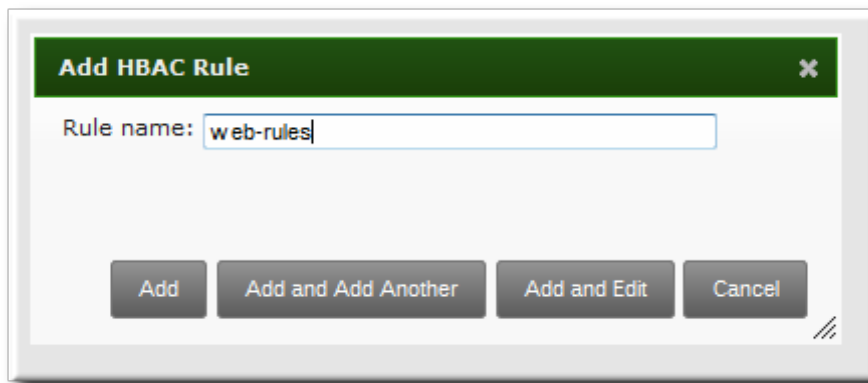 Add HBAC Rule
Rule name: web-rules
Add Add and Add Another Add and Edit Cancel